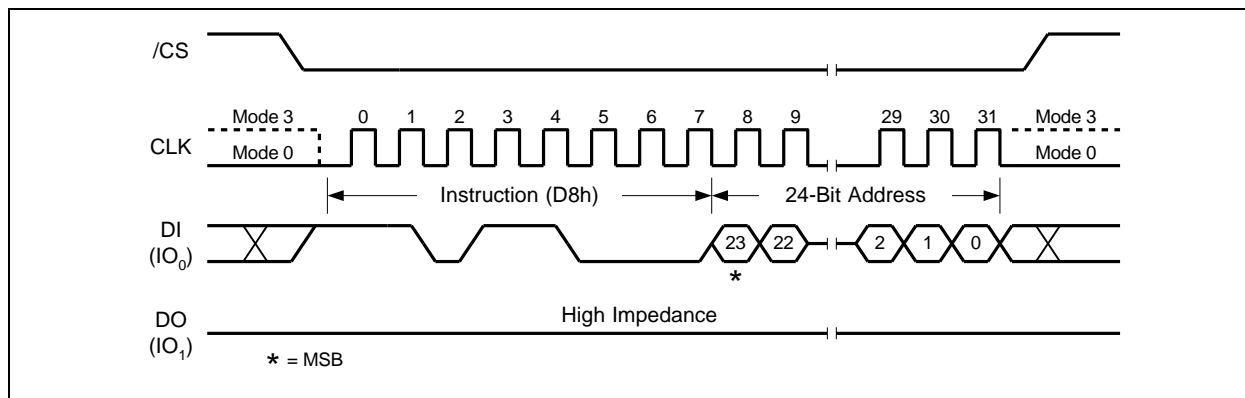 /CS
Mode 3 0 1 2 3 4 5 6 7 8 9 29 30 31 Mode 3
CLK
Mode 0 Mode 0
Instruction (D8h) 24-Bit Address
DI
(IO0)
23 22 2 1 0
*
High Impedance
DO
(IO1)
* = MSB